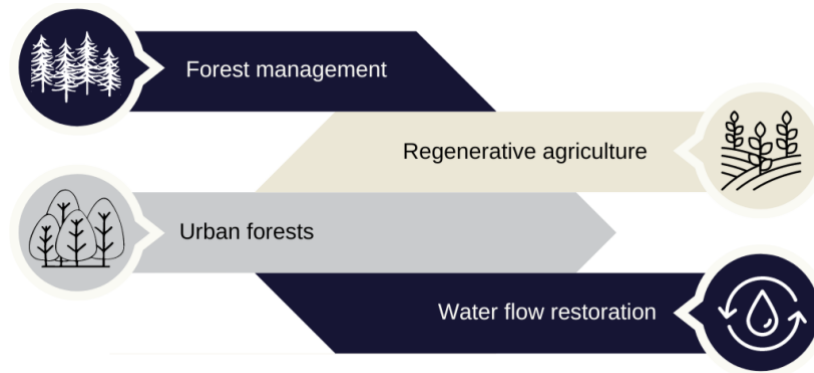 Forest management
Regenerative agriculture
Urban forests
Water flow restoration